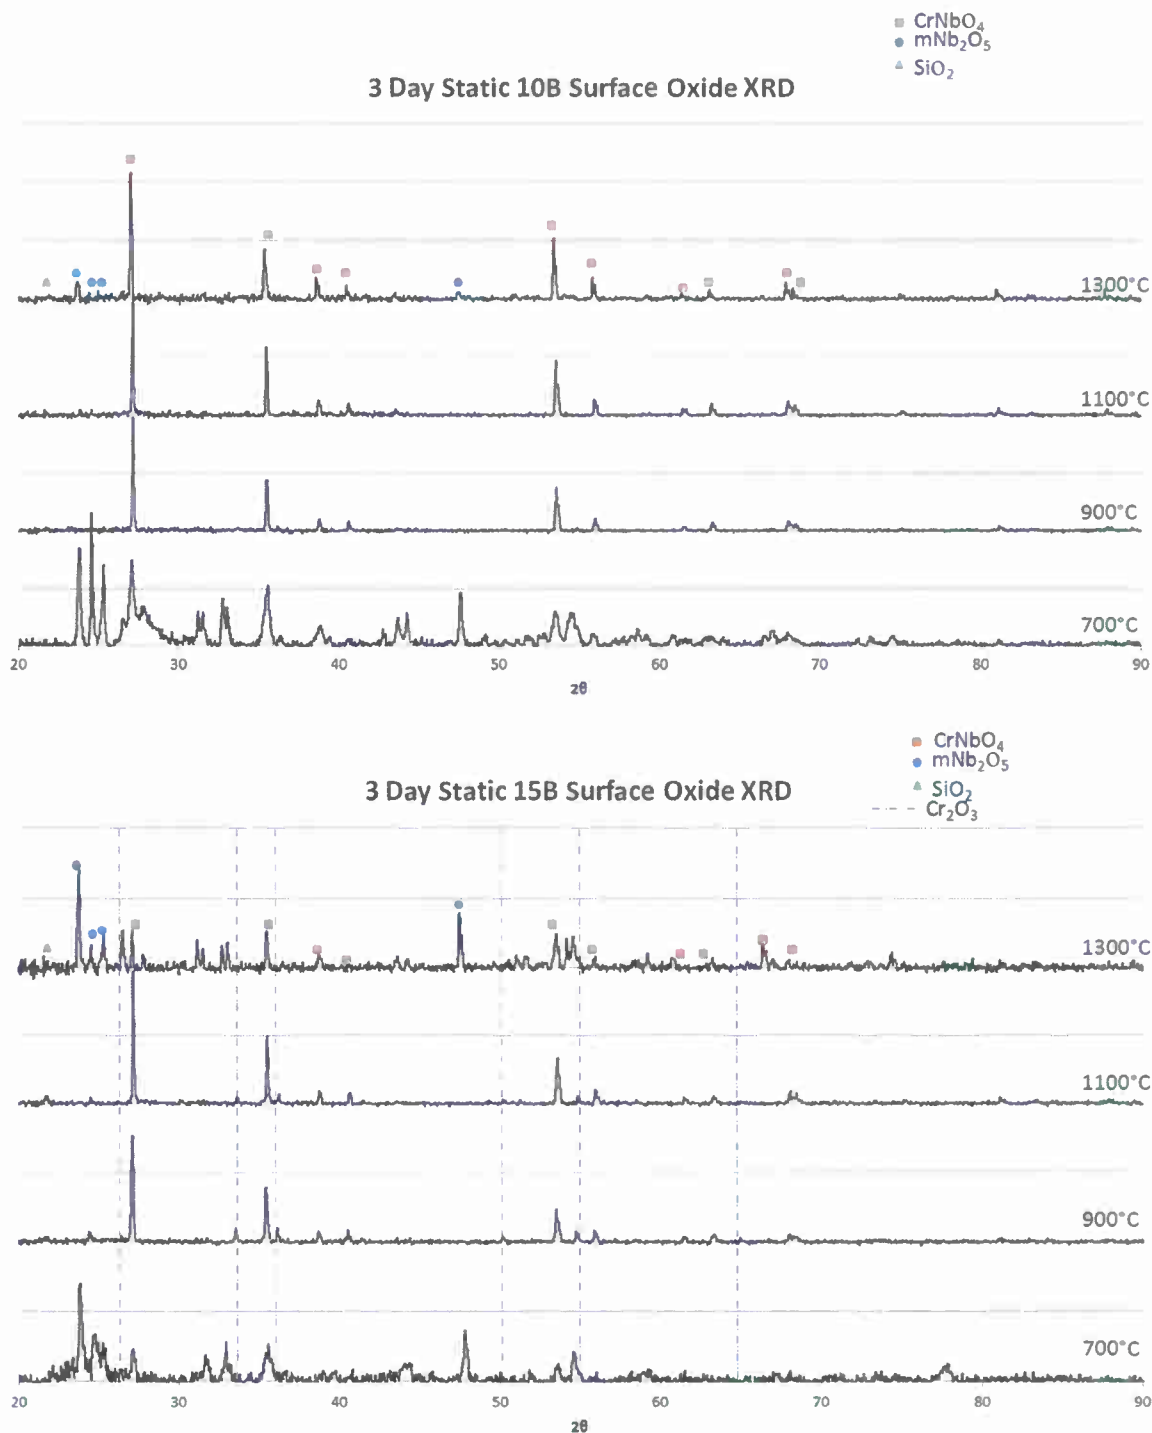 CrNbO₄
mNb₂O₅
SiO₂
3 Day Static 10B Surface Oxide XRD
1300°C
1100°C
900°C
700°C
20 30 40 50 60 70 80 90
2θ
CrNbO₄
mNb₂O₅
SiO₂
Cr₂O₃
3 Day Static 15B Surface Oxide XRD
1300°C
1100°C
900°C
700°C
20 30 40 50 60 70 80 90
2θ